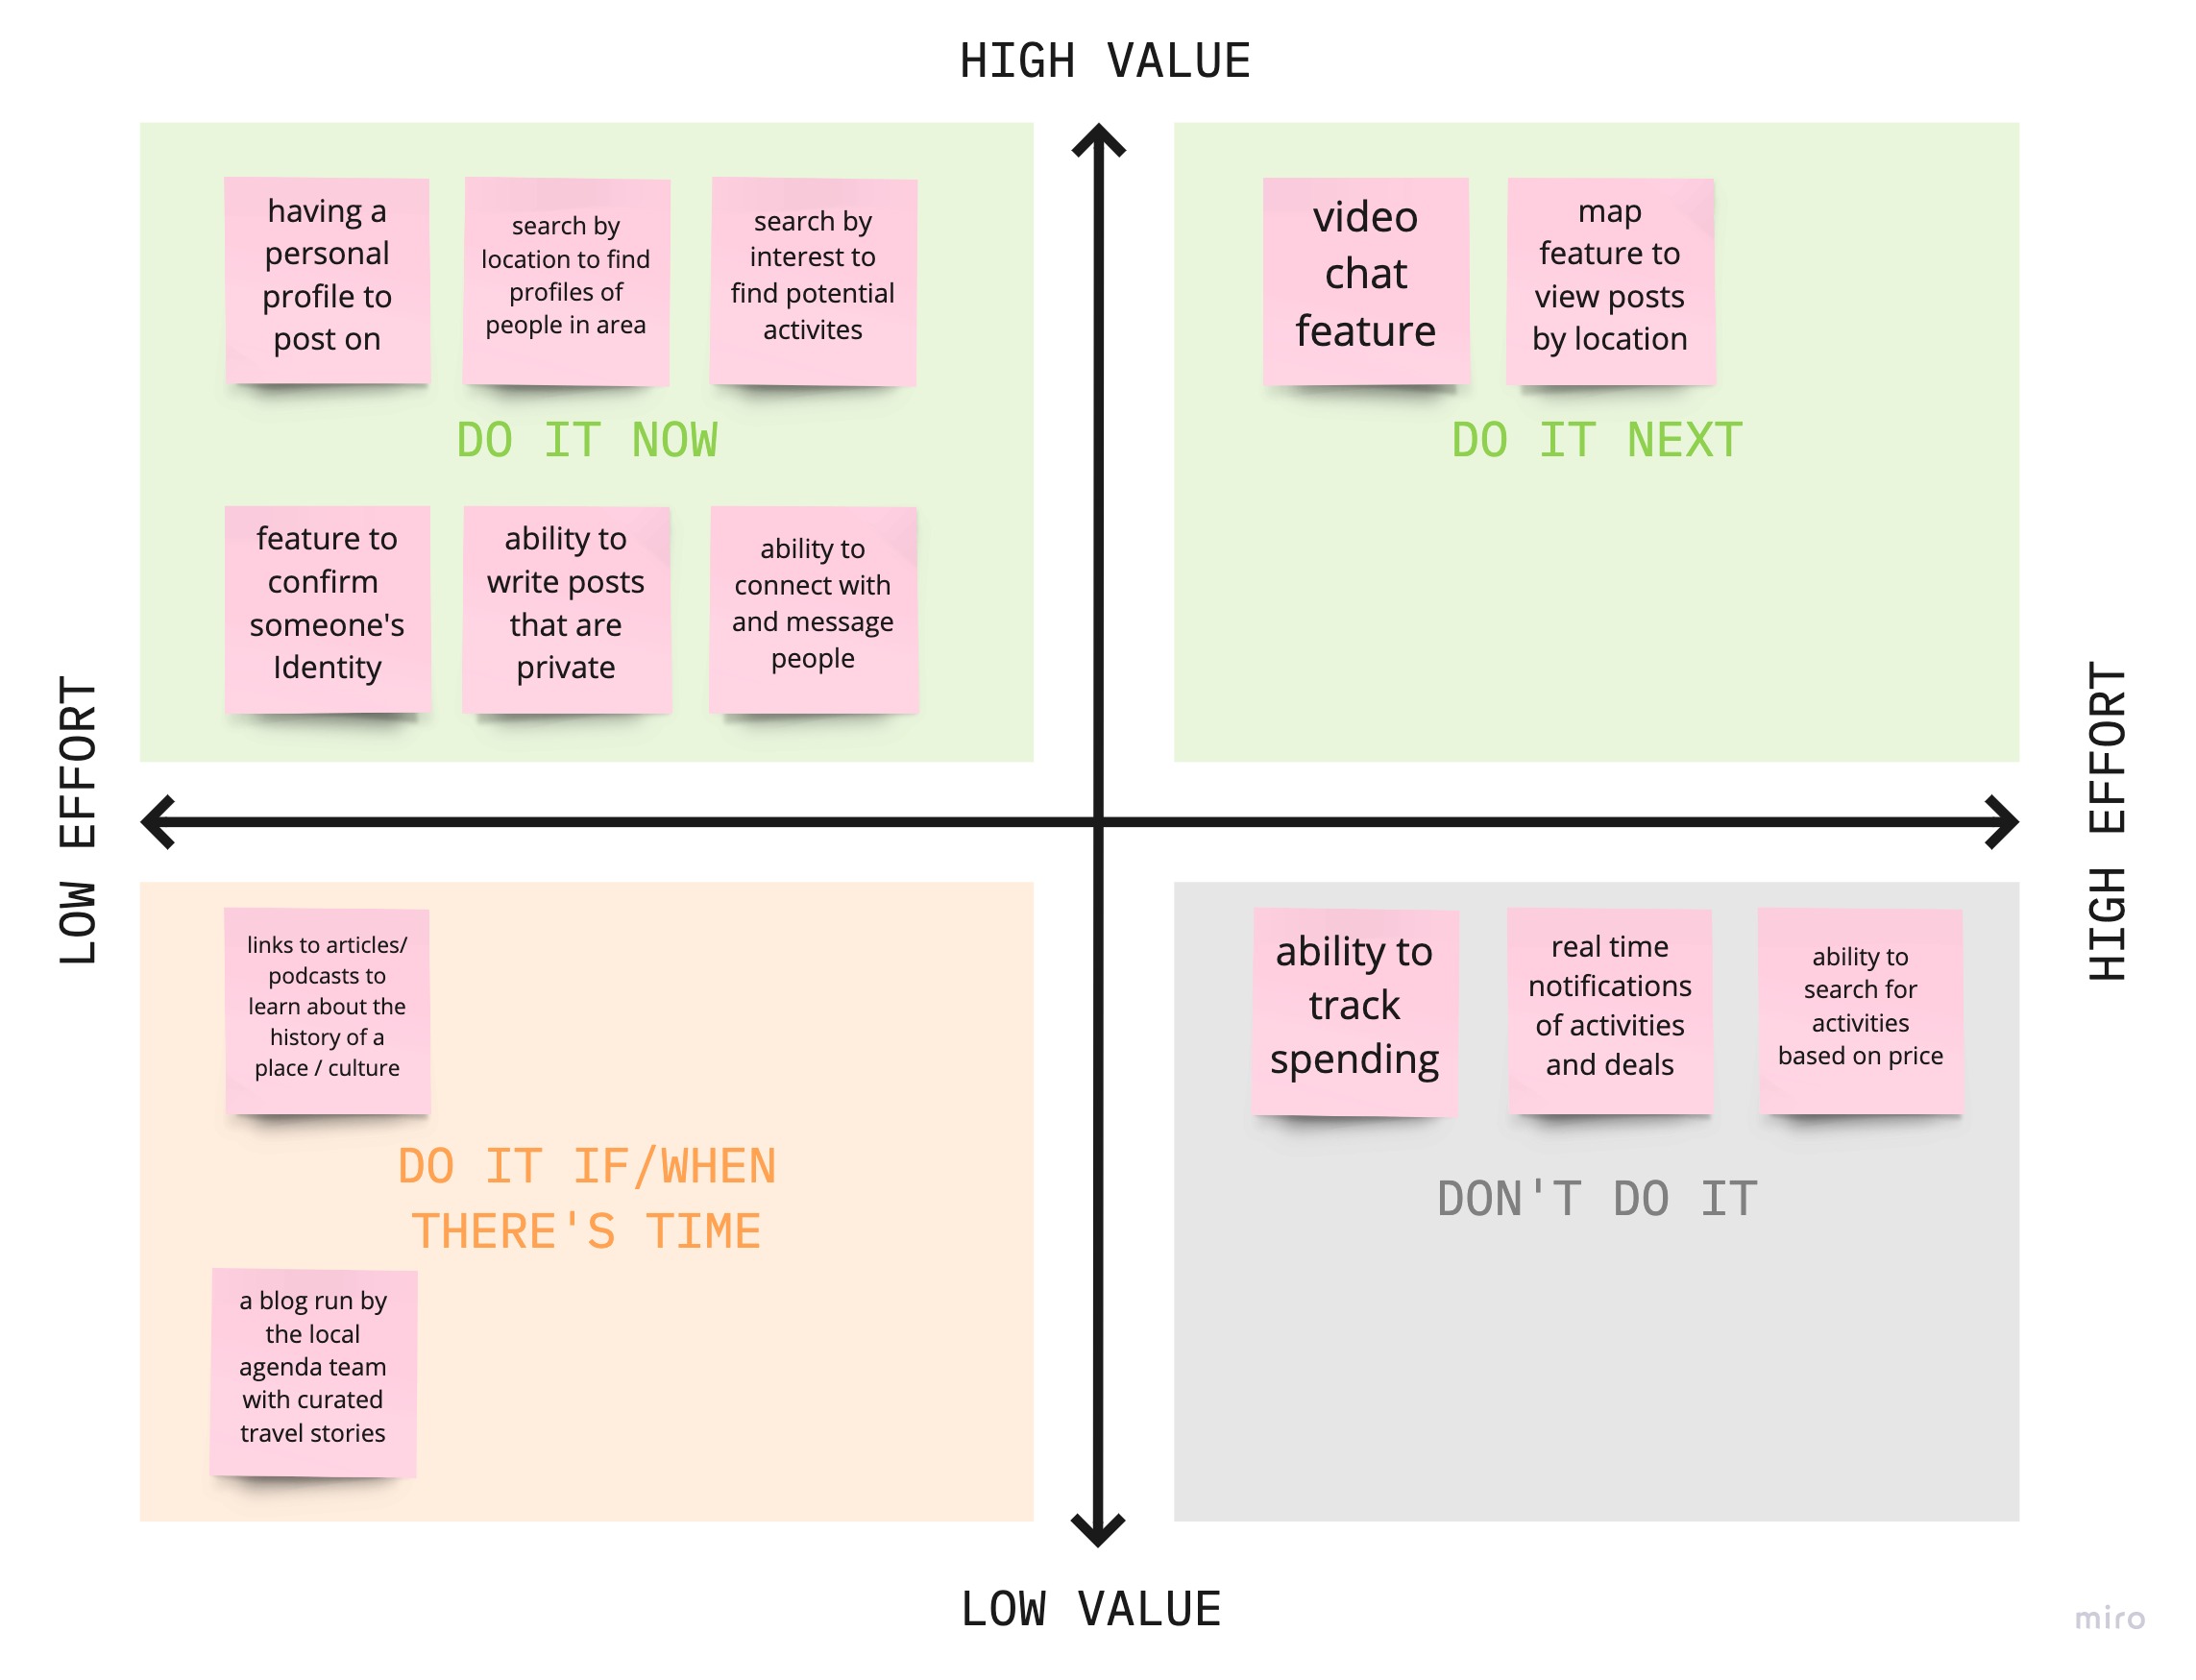 HIGH VALUE
having a
personal
profile to
post on
search by
location to find
profiles of
people in area
search by
interest to
find potential
activites
DO IT NOW
feature to
confirm
someone's
Identity
ability to
write posts
that are
private
ability to
connect with
and message
people
video
chat
feature
map
feature to
view posts
by location
DO IT NEXT
LOW EFFORT
HIGH EFFORT
links to articles/
podcasts to
learn about the
history of a
place / culture
DO IT IF/WHEN
THERE'S TIME
a blog run by
the local
agenda team
with curated
travel stories
ability to
track
spending
real time
notifications
of activities
and deals
ability to
search for
activities
based on price
DON'T DO IT
LOW VALUE
miro